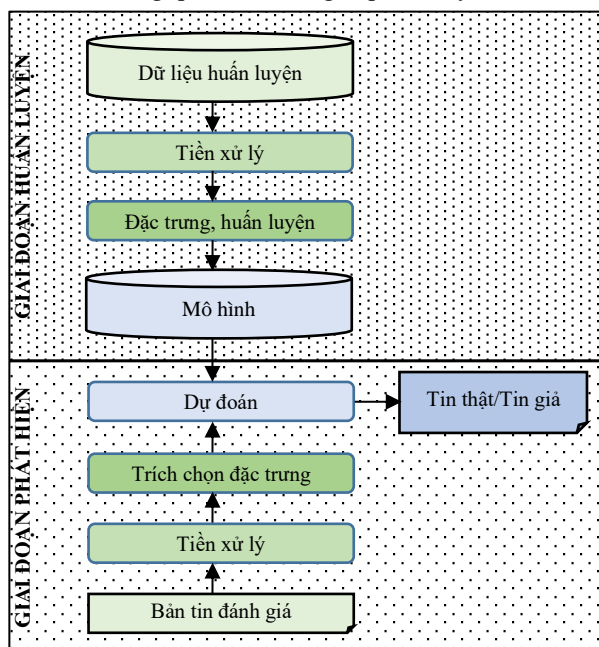 GIAI ĐOẠN HUẤN LUYỆN
Dữ liệu huấn luyện
Tiền xử lý
Đặc trưng, huấn luyện
Mô hình
GIAI ĐOẠN PHÁT HIỆN
Dự đoán
Tin thật/Tin giả
Trích chọn đặc trưng
Tiền xử lý
Bản tin đánh giá